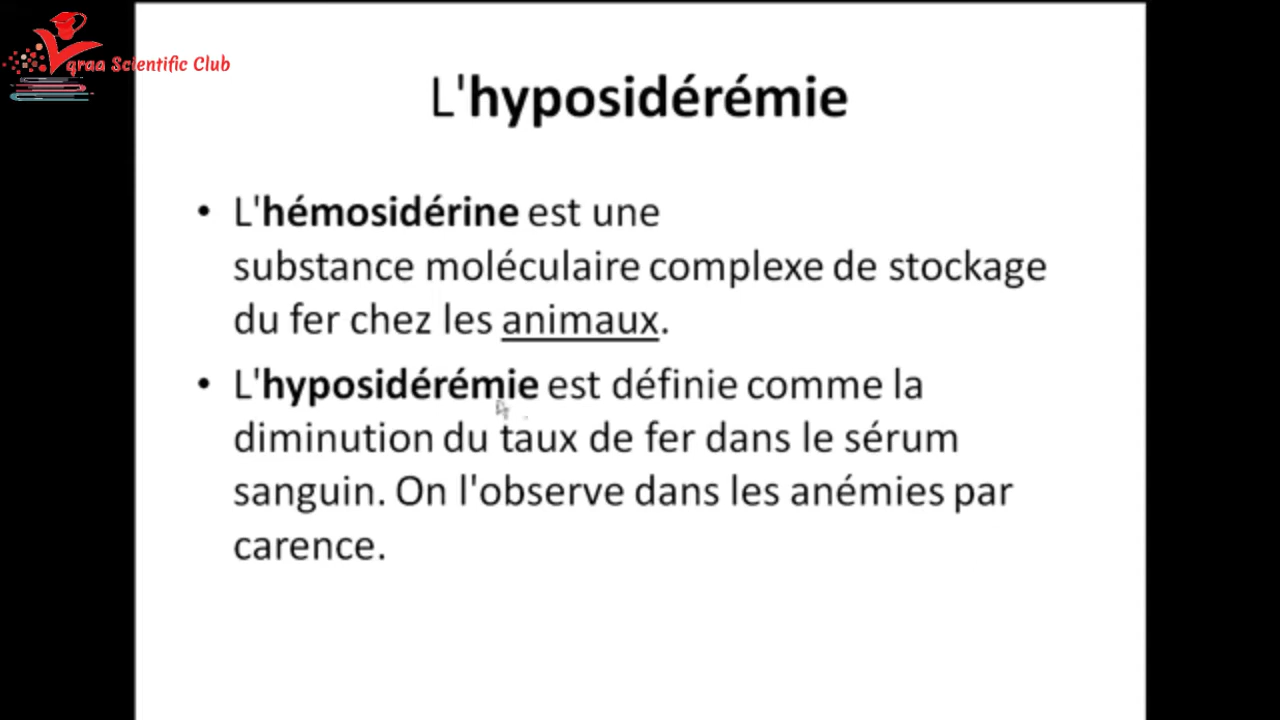 qraa Scientific Club
L'hyposidérémie
• L'hémosidérine est une
substance moléculaire complexe de stockage
du fer chez les animaux.
• L'hyposidérémie est définie comme la
diminution du taux de fer dans le sérum
sanguin. On l'observe dans les anémies par
carence.